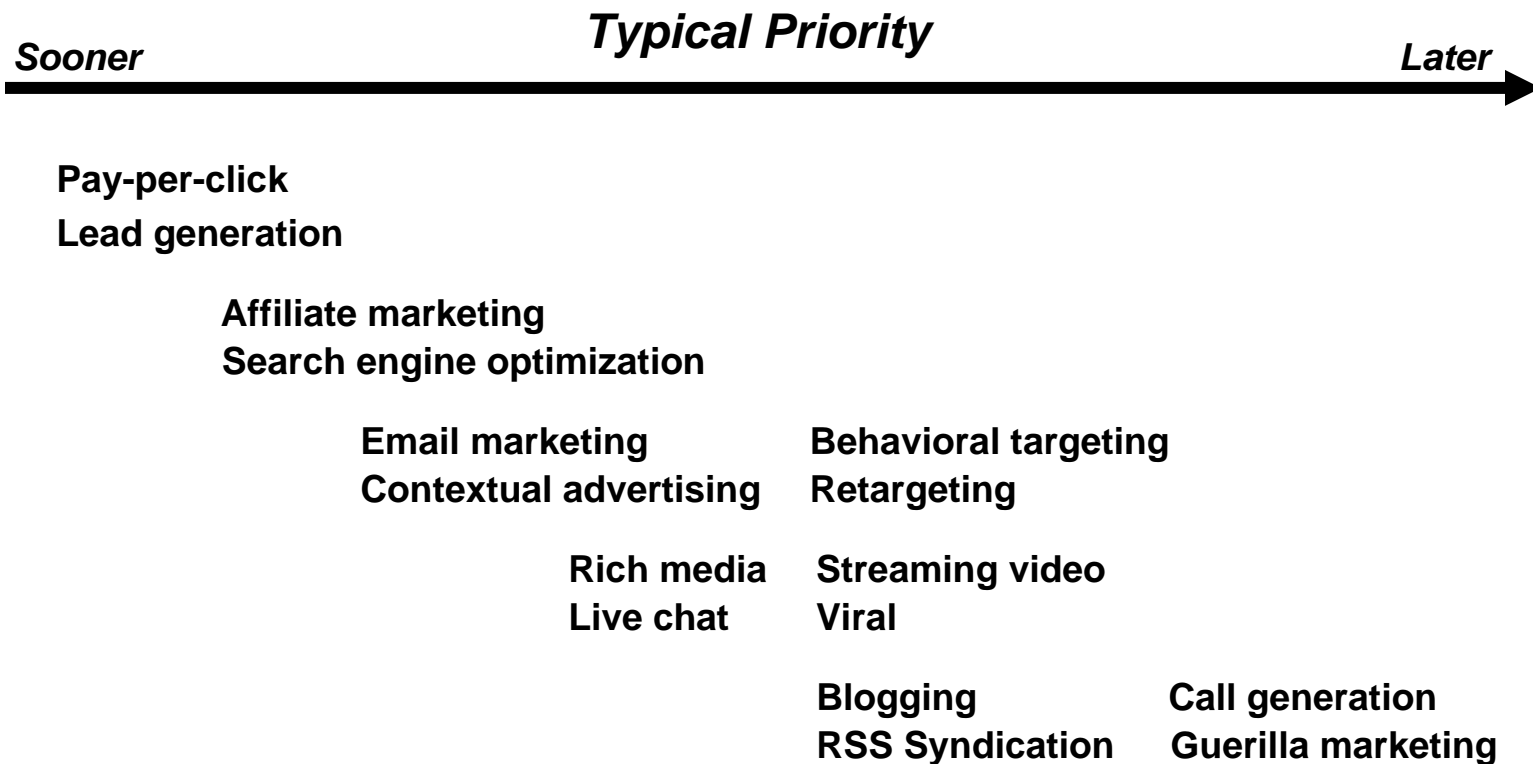 Typical Priority
Sooner
Later
Pay-per-click
Lead generation
Affiliate marketing
Search engine optimization
Email marketing
Contextual advertising
Behavioral targeting
Retargeting
Rich media
Live chat
Streaming video
Viral
Blogging
RSS Syndication
Call generation
Guerilla marketing